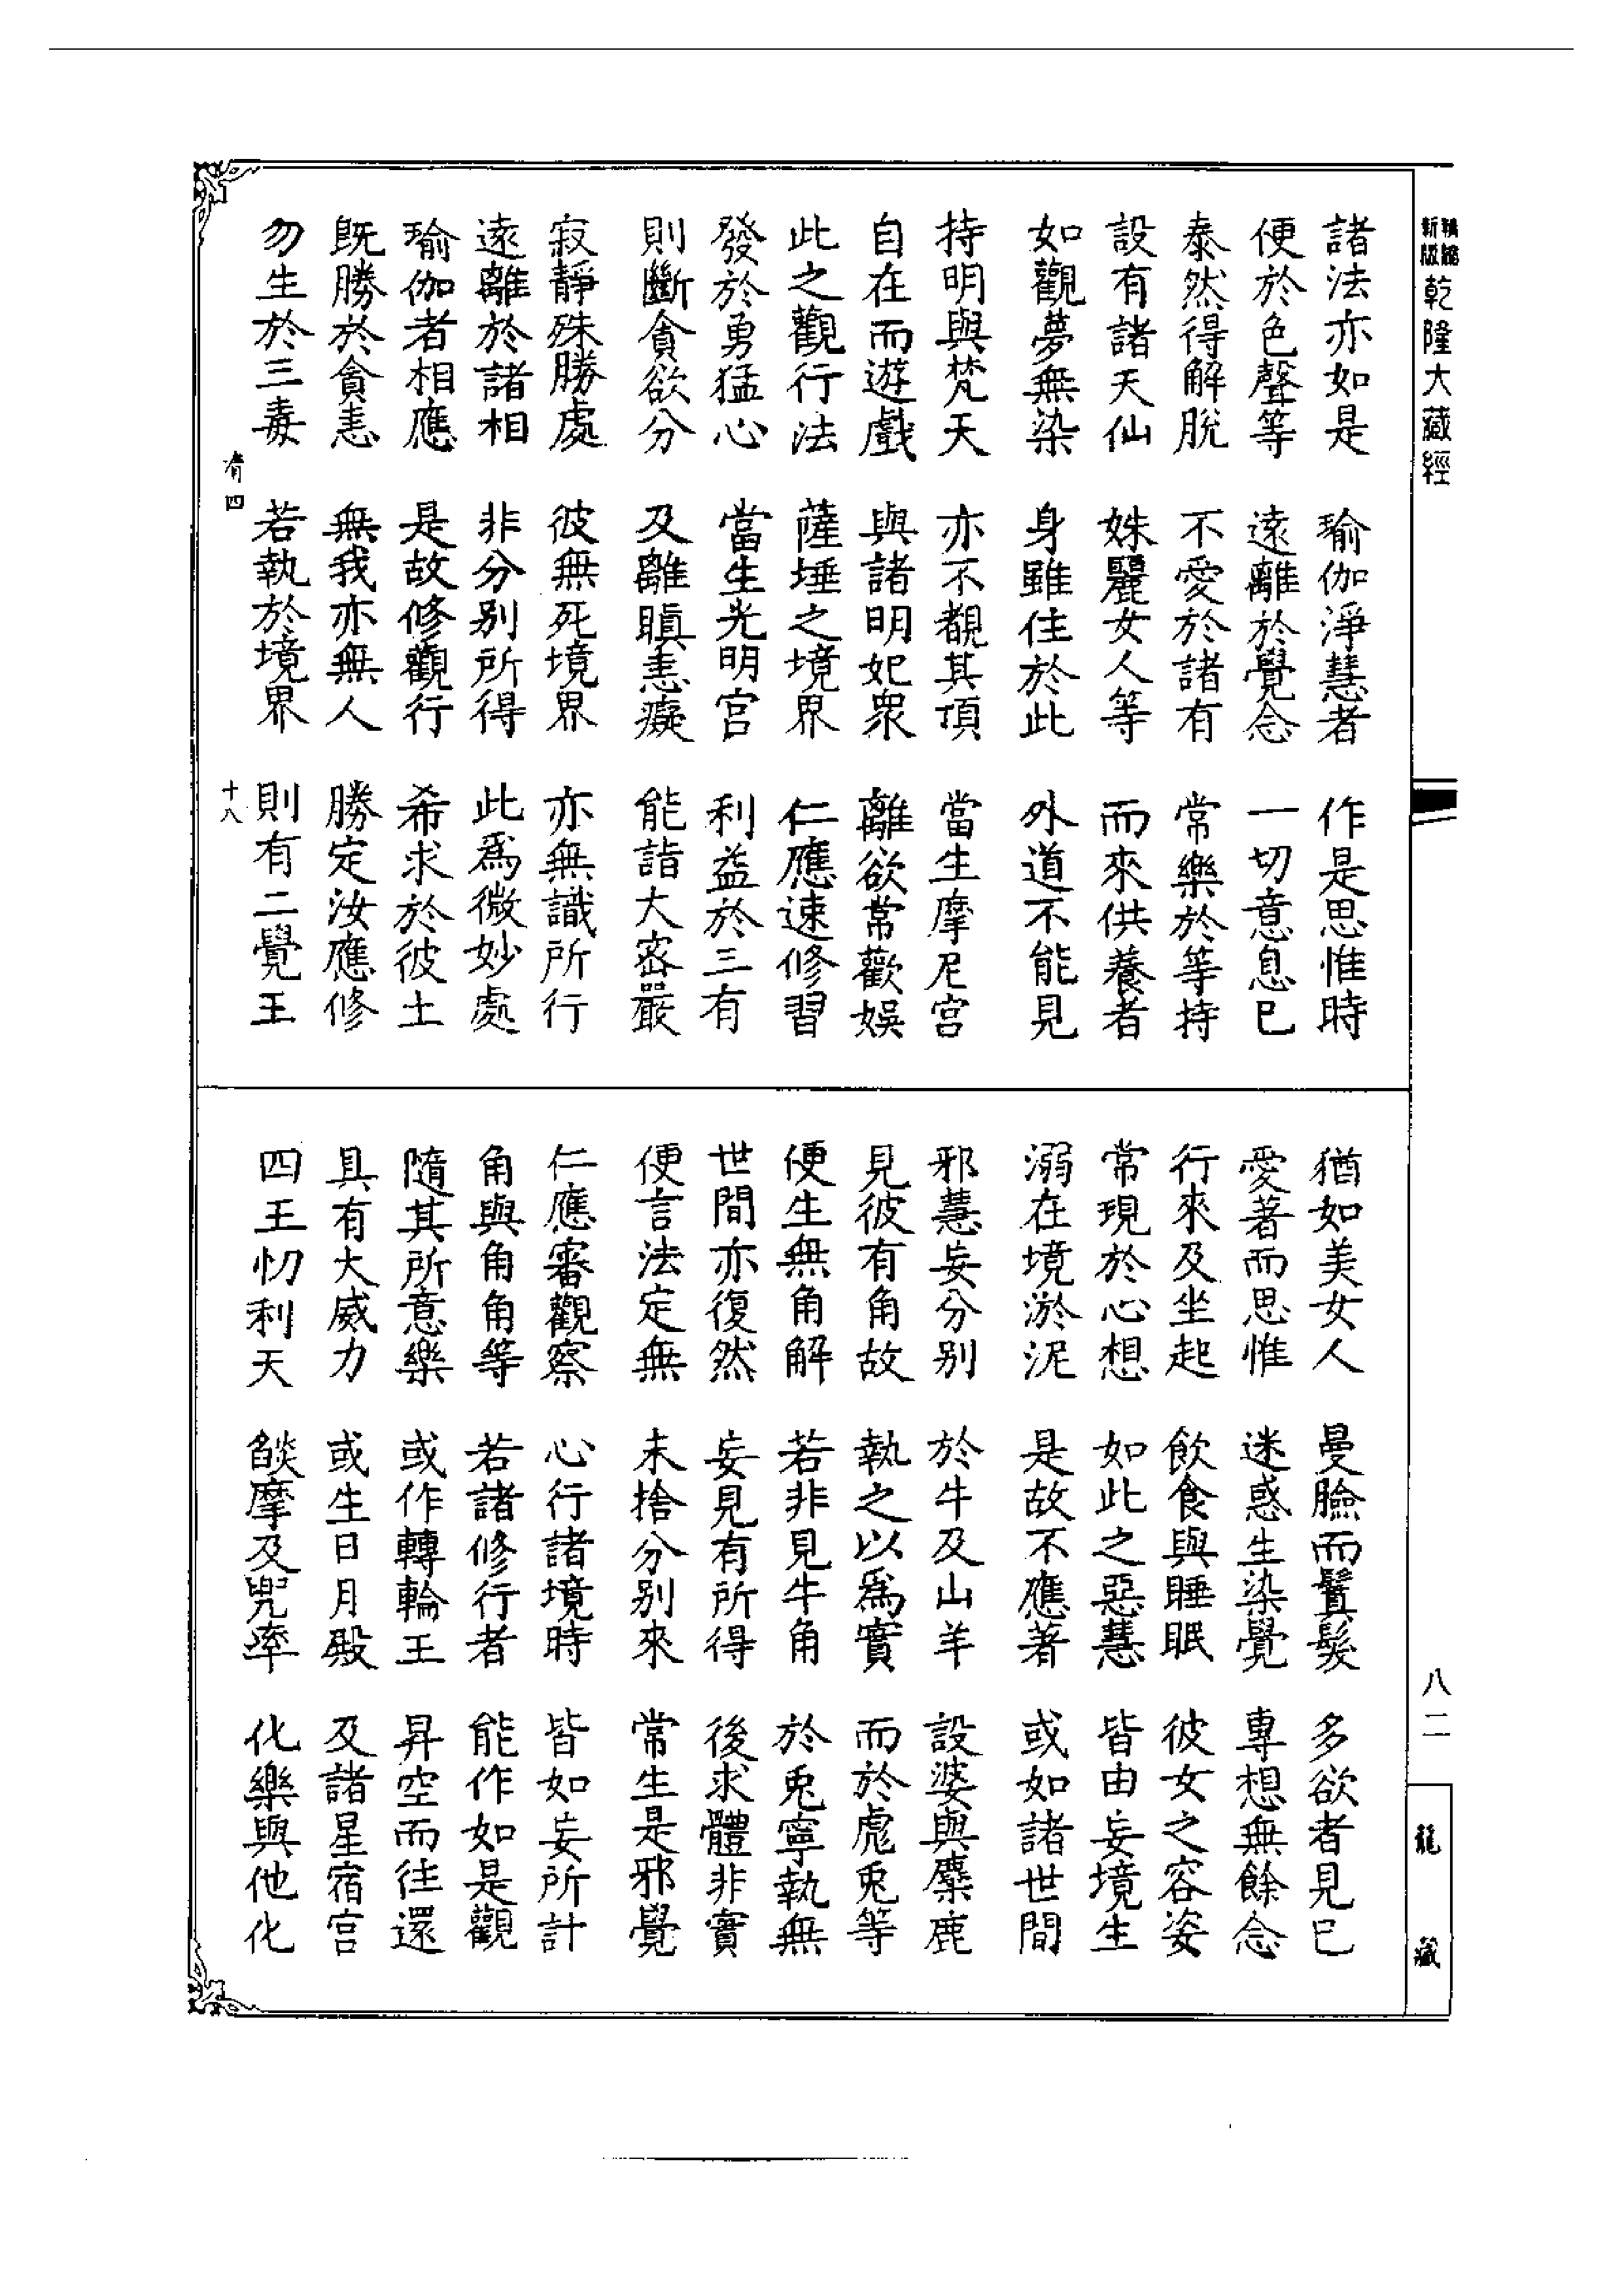 新版
乾隆大藏經
諸法亦如是　瑜伽淨慧者　作是思惟時
便於色聲等　遠離於覺念　一切意息已
泰然得解脫　不愛於諸有　常樂於等持
設有諸天仙　姝麗女人等　而來供養者
如觀夢無染　身雖住於此　外道不能見
持明與梵天　亦不覩其頂　當生摩尼宮
自在而遊戲　與諸明妃衆　離欲常歡娛
此之觀行法　薩埵之境界　仁應速修習
發於勇猛心　當生光明宮　利益於三有
則斷貪欲分　及離瞋恚癡　能詣大密嚴
寂靜殊勝處　彼無死境界　亦無識所行
遠離於諸相　非分別所得　此爲微妙處
瑜伽者相應　是故修觀行　希求於彼土
既勝於貪恚　無我亦無人　勝定汝應修
勿生於三毒　若執於境界　則有二覺王
四　十八
猶如美女人　曼臉而鬒髮　多欲者見已
愛著而思惟　迷惑生染覺　專想無餘念
行來及坐起　飲食與睡眠　彼女之容姿
常現於心想　如此之惡慧　皆由妄境生
溺在境淤泥　是故不應著　或如諸世間
邪慧妄分別　於牛及山羊　設婆與麋鹿
見彼有角故　執之以爲實　而於虎兎等
便生無角解　若非見牛角　於兎寧執無
世間亦復然　妄見有所得　後求體非實
便言法定無　未捨分別來　常生是邪覺
仁應審觀察　心行諸境時　皆如妄所計
角與角角等　若諸修行者　能作如是觀
隨其所意樂　或作轉輪王　昇空而往還
具有大威力　或生日月殿　及諸星宿宮
四王忉利天　燄摩及兜率　化樂與他化
八二
龍藏